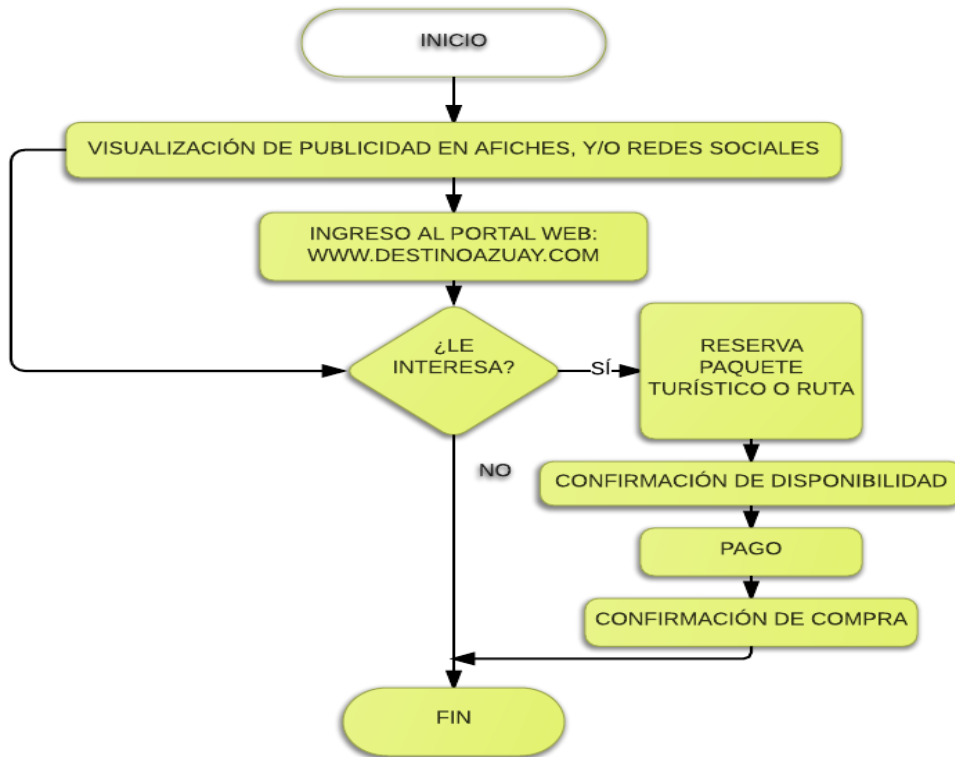 INICIO
VISUALIZACIÓN DE PUBLICIDAD EN AFICHES, Y/O REDES SOCIALES
INGRESO AL PORTAL WEB:
WWW.DESTINOAZUAY.COM
¿LE
INTERESA?
SÍ
RESERVA
PAQUETE
TURÍSTICO O RUTA
NO
CONFIRMACIÓN DE DISPONIBILIDAD
PAGO
CONFIRMACIÓN DE COMPRA
FIN